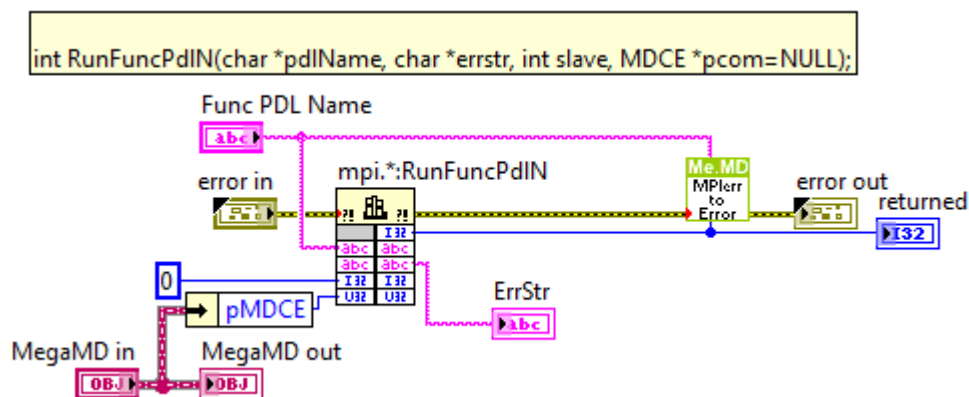 int RunFuncPdlN(char *pdlName, char *errstr, int slave, MDCE *pcom=NULL);
Func PDL Name
abc
mpi.*:RunFuncPdlN
Me.MD
MPIerr
to
Error
error in
error out
returned
?!
?!
I32
I32
abc
abc
abc
abc
0
I32
I32
U32
U32
pMDCE
ErrStr
abc
MegaMD in
MegaMD out
OBJ
OBJ